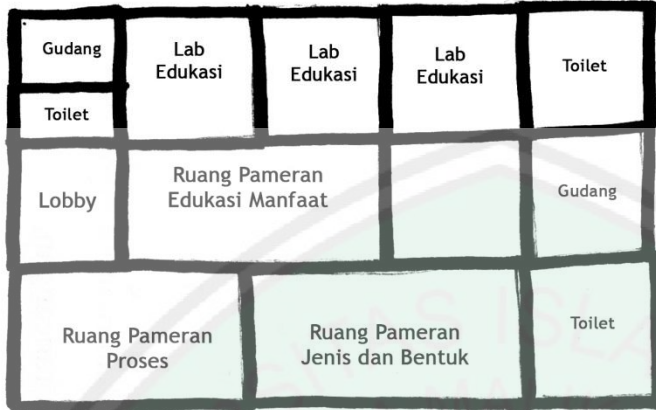 Gudang
Lab
Edukasi
Lab
Edukasi
Lab
Edukasi
Toilet
Toilet
Lobby
Ruang Pameran
Edukasi Manfaat
Gudang
Ruang Pameran
Proses
Ruang Pameran
Jenis dan Bentuk
Toilet